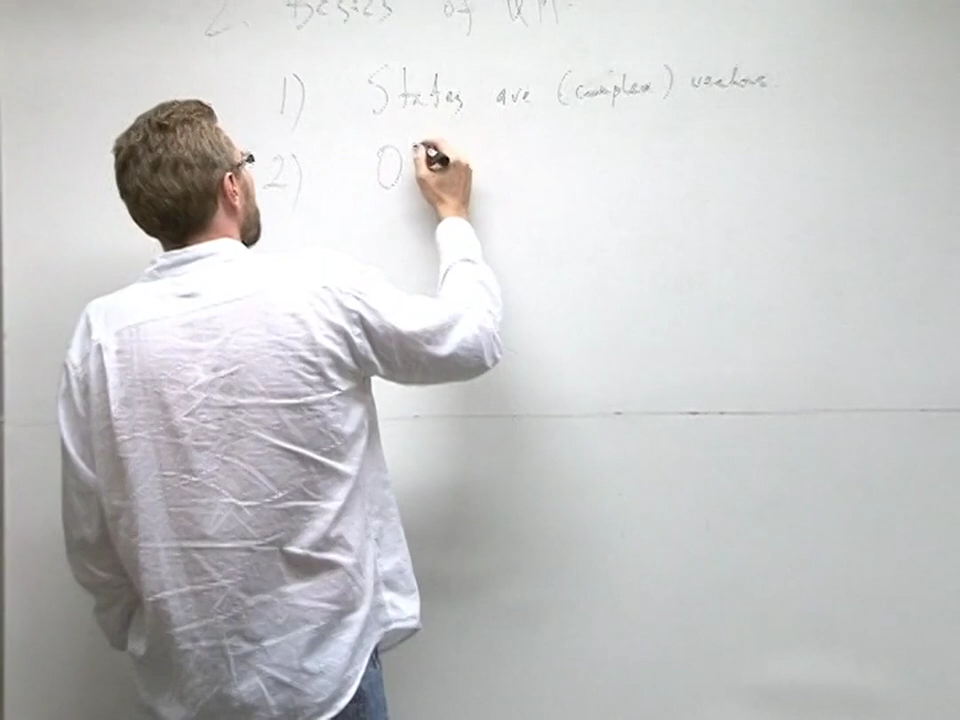 2. Basics of QM.
1) States are (complex) vectors.
2) O